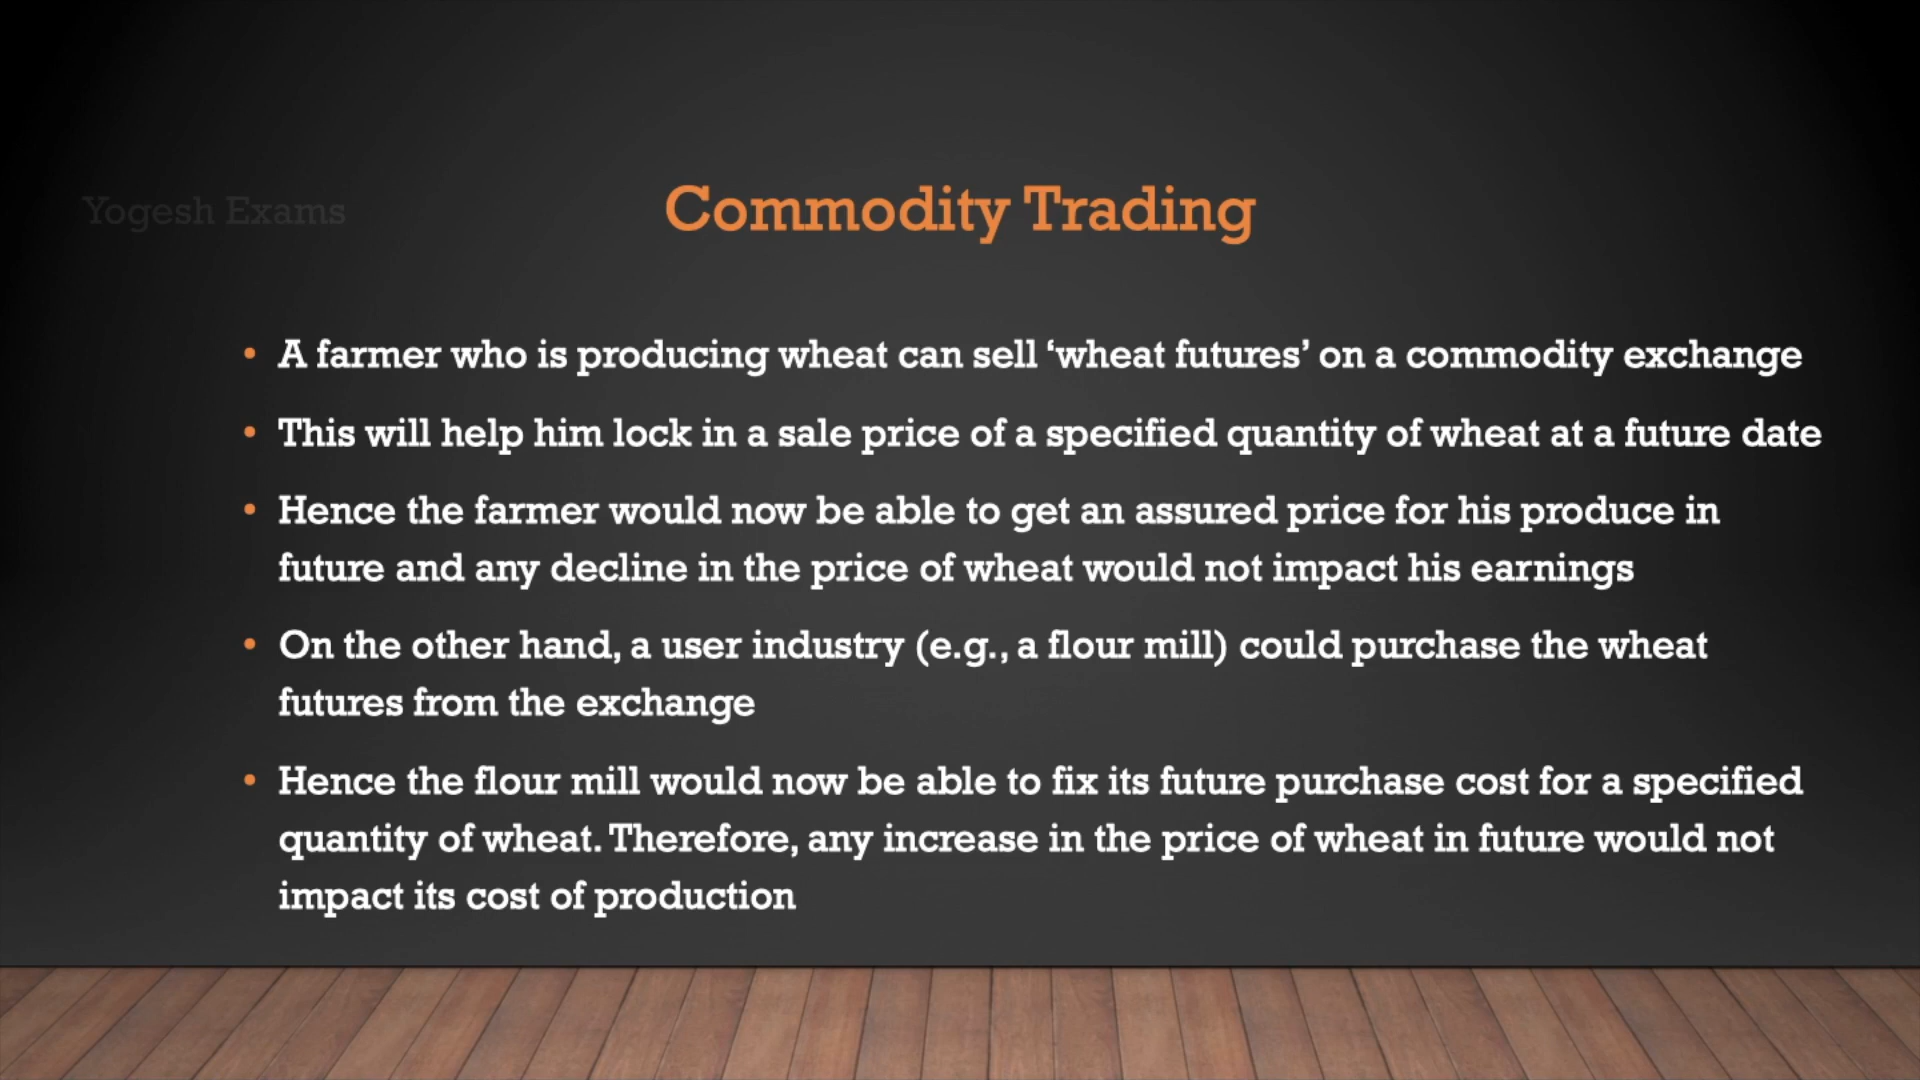 Yogesh Exams
Commodity Trading
• A farmer who is producing wheat can sell ‘wheat futures’ on a commodity exchange
• This will help him lock in a sale price of a specified quantity of wheat at a future date
• Hence the farmer would now be able to get an assured price for his produce in
future and any decline in the price of wheat would not impact his earnings
• On the other hand, a user industry (e.g., a flour mill) could purchase the wheat
futures from the exchange
• Hence the flour mill would now be able to fix its future purchase cost for a specified
quantity of wheat. Therefore, any increase in the price of wheat in future would not
impact its cost of production